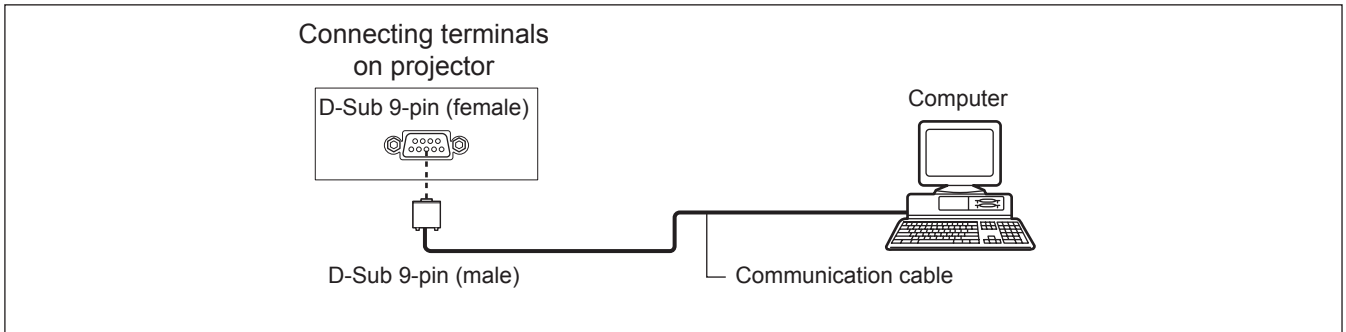 Connecting terminals
on projector
D-Sub 9-pin (female)
Computer
D-Sub 9-pin (male)
Communication cable